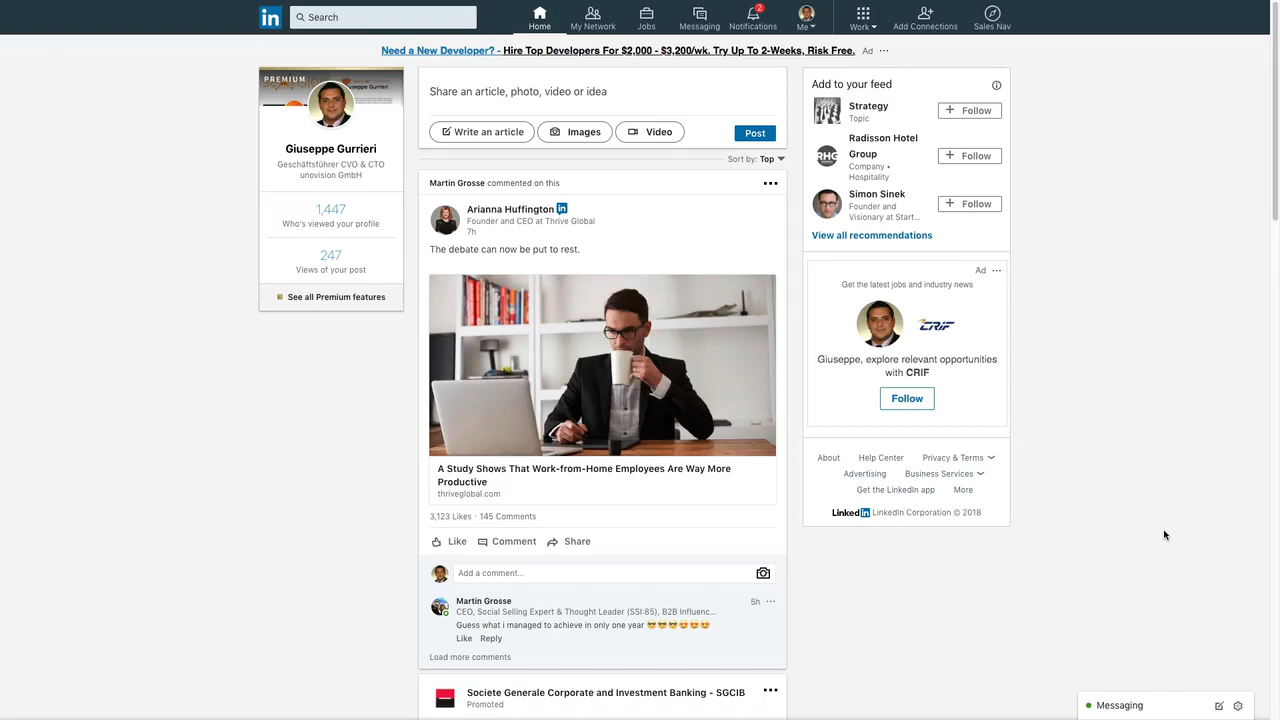 in
Search
Home
My Network
Jobs
Messaging
2
Notifications
Me
Work
Add Connections
Sales Nav
Need a New Developer? - Hire Top Developers For $2,000 - $3,200/wk. Try Up To 2-Weeks, Risk Free. Ad ...
PREMIUM
Giuseppe Gurrieri
Geschäftsführer CVO & CTO
unovision GmbH
1,447
Who's viewed your profile
247
Views of your post
See all Premium features
Share an article, photo, video or idea
Write an article
Images
Video
Post
Sort by: Top
Martin Grosse commented on this
Arianna Huffington in
Founder and CEO at Thrive Global
7h
The debate can now be put to rest.
A Study Shows That Work-from-Home Employees Are Way More
Productive
thriveglobal.com
3,123 Likes · 145 Comments
Like
Comment
Share
Add a comment...
Martin Grosse
5h
CEO, Social Selling Expert & Thought Leader (SSI:85), B2B Influenc...
Guess what i managed to achieve in only one year 😎😎😎😍😍😍
Like Reply
Load more comments
Societe Generale Corporate and Investment Banking - SGCIB
Promoted
Add to your feed
Strategy
Topic
+ Follow
Radisson Hotel
Group
Company •
Hospitality
RHG
+ Follow
Simon Sinek
Founder and
Visionary at Start...
+ Follow
View all recommendations
Ad ...
Get the latest jobs and industry news
CRIF
Giuseppe, explore relevant opportunities
with CRIF
Follow
About Help Center Privacy & Terms
Advertising Business Services
Get the LinkedIn app More
Linked in LinkedIn Corporation © 2018
Messaging